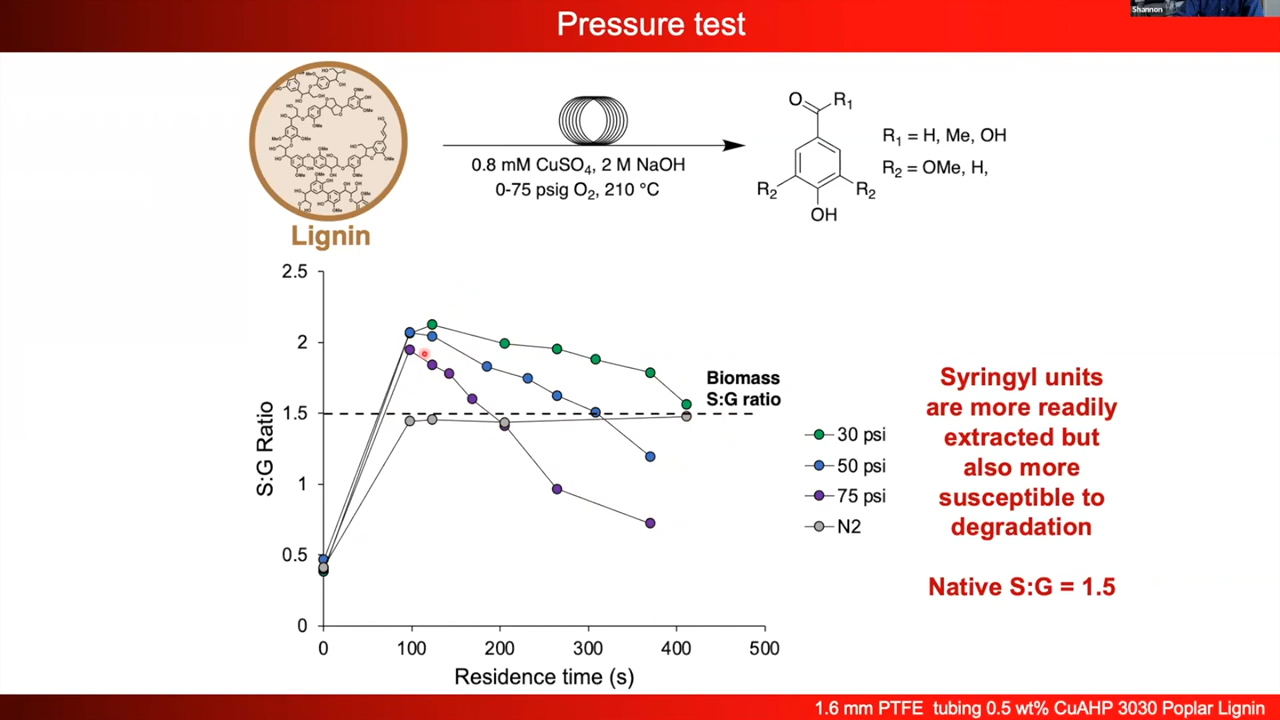 Pressure test
Shannon
Lignin
0.8 mM CuSO₄, 2 M NaOH
0-75 psig O₂, 210 °C
O
R₁
R₂
R₂
OH
R₁ = H, Me, OH
R₂ = OMe, H,
2.5
2
1.5
1
0.5
0
S:G Ratio
0 100 200 300 400 500
Residence time (s)
Biomass
S:G ratio
30 psi
50 psi
75 psi
N2
Syringyl units
are more readily
extracted but
also more
susceptible to
degradation
Native S:G = 1.5
1.6 mm PTFE tubing 0.5 wt% CuAHP 3030 Poplar Lignin